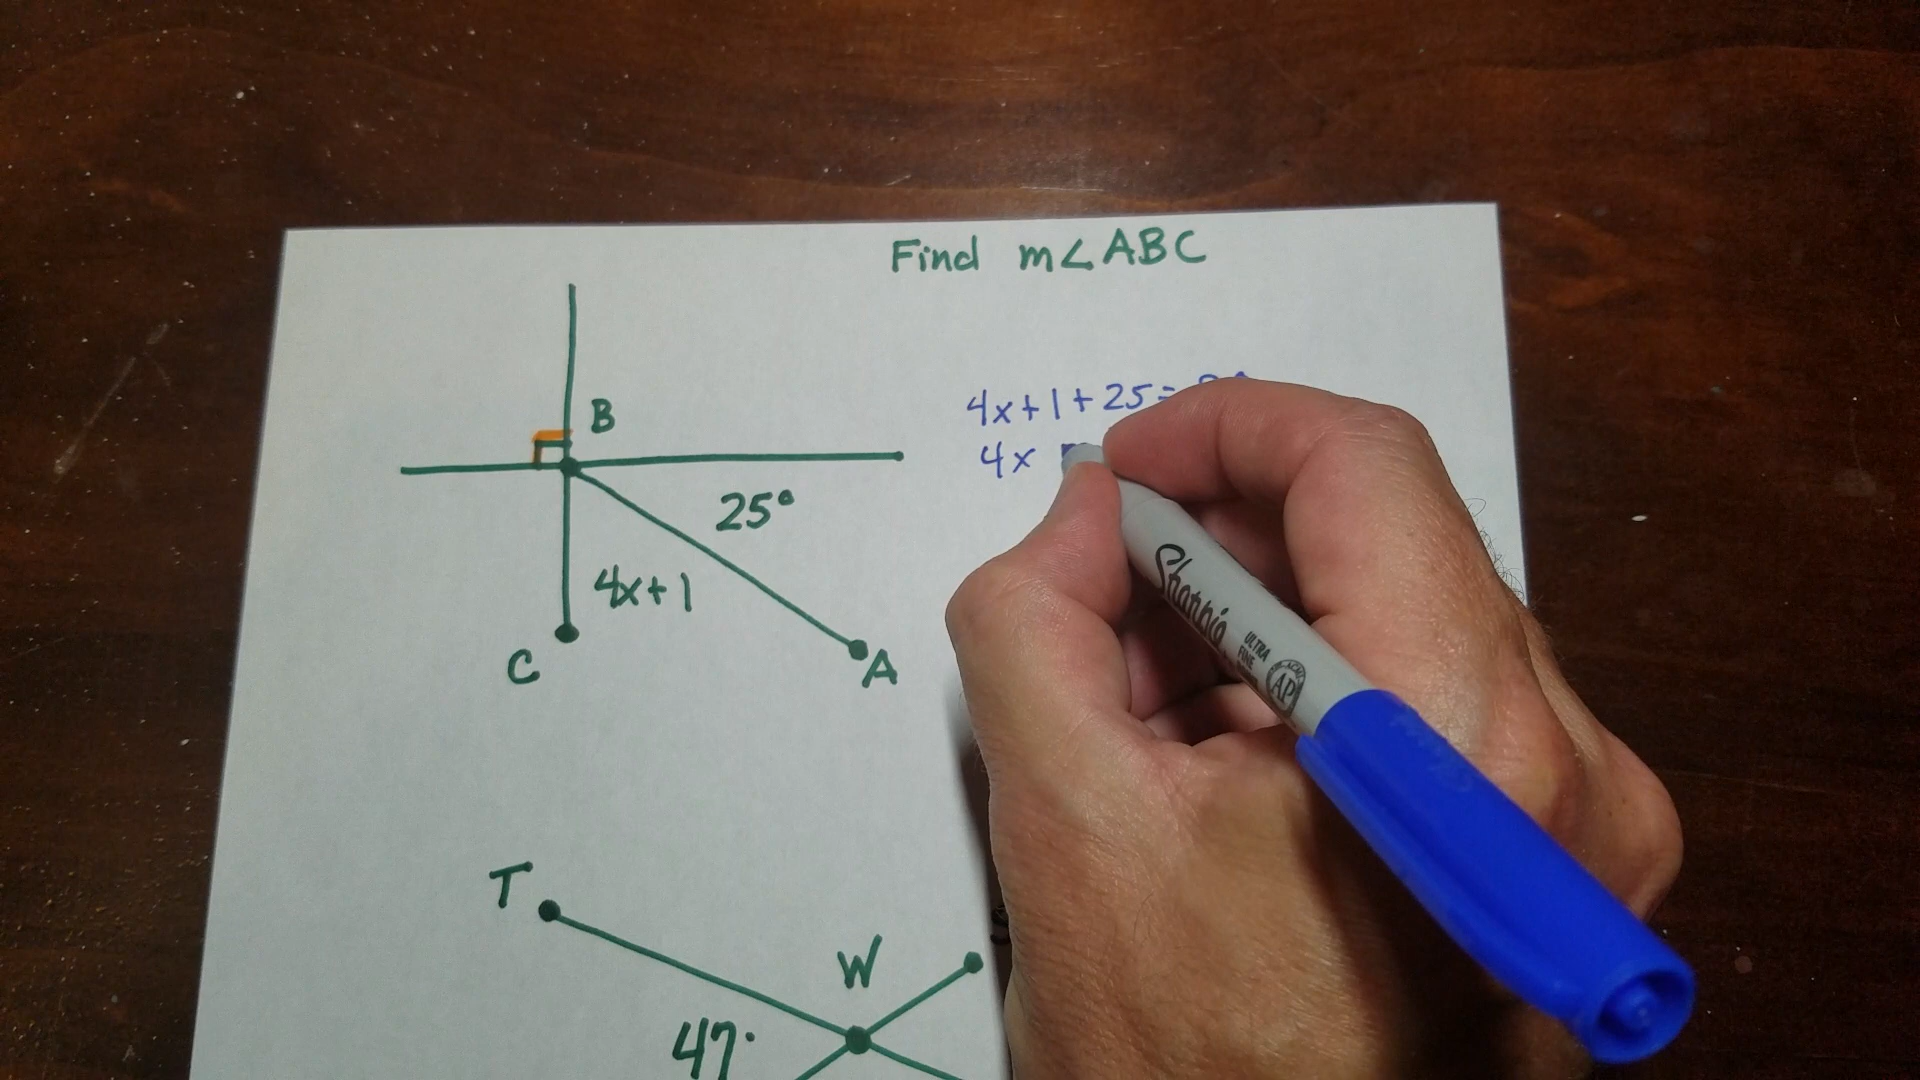 Find m∠ABC
B
4x+1+25=
4x
25°
4x+1
C
A
Sharpie
ULTRA
FINE
AP
T
W
47°